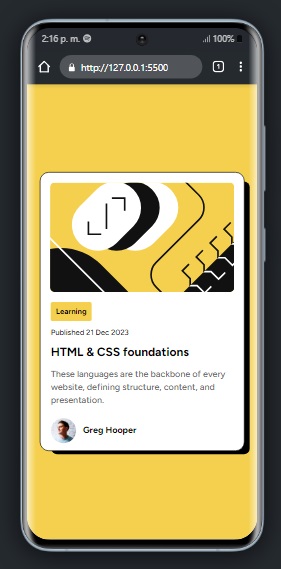 2:16 p. m.
100%
http://127.0.0.1:5500
1
Learning
Published 21 Dec 2023
HTML & CSS foundations
These languages are the backbone of every
website, defining structure, content, and
presentation.
Greg Hooper